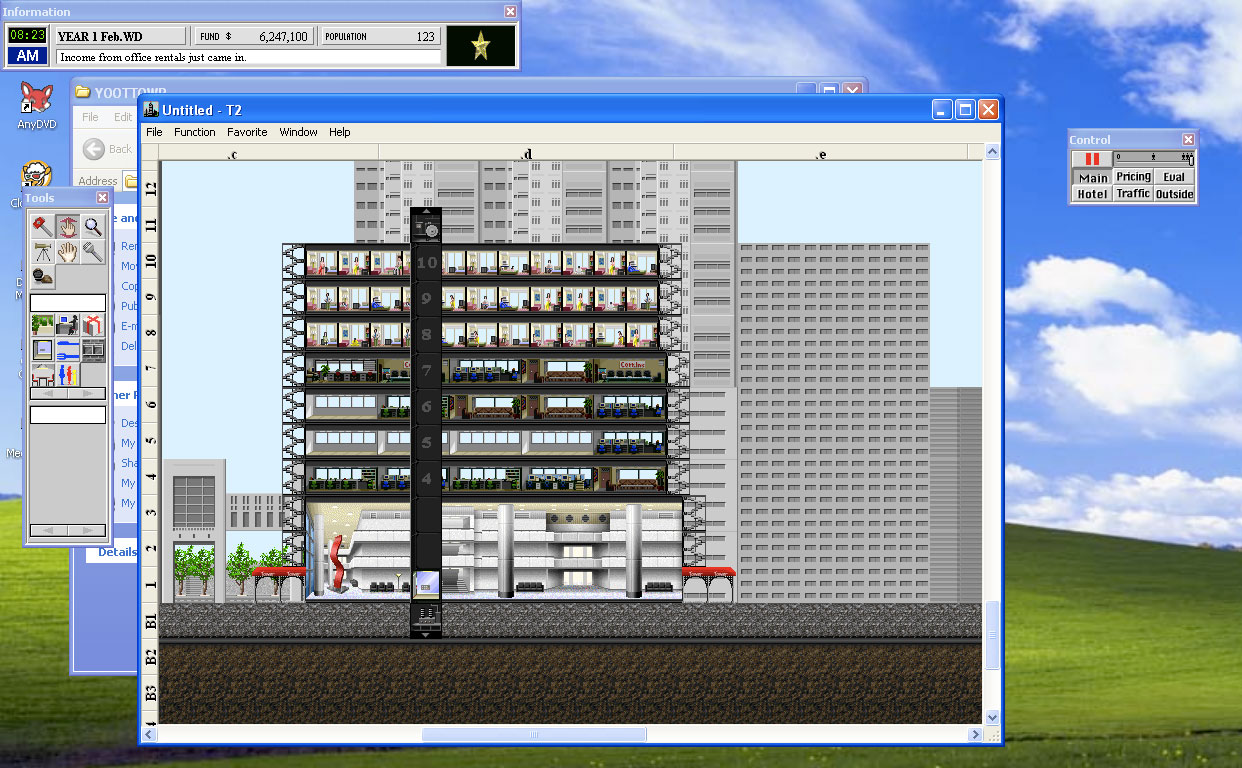 Information
08:23
AM
YEAR 1 Feb.WD
FUND $ 6,247,100
POPULATION 123
Income from office rentals just came in.
AnyDVD
YOOTTOWR
File Edit
Back
Address
Untitled - T2
File Function Favorite Window Help
.c .d .e
Control
0
Main Pricing Eval
Hotel Traffic Outside
Tools
12
11
10
9
8
7
6
5
4
3
2
1
B1
B2
B3
10
9
8
7
6
5
4
Details